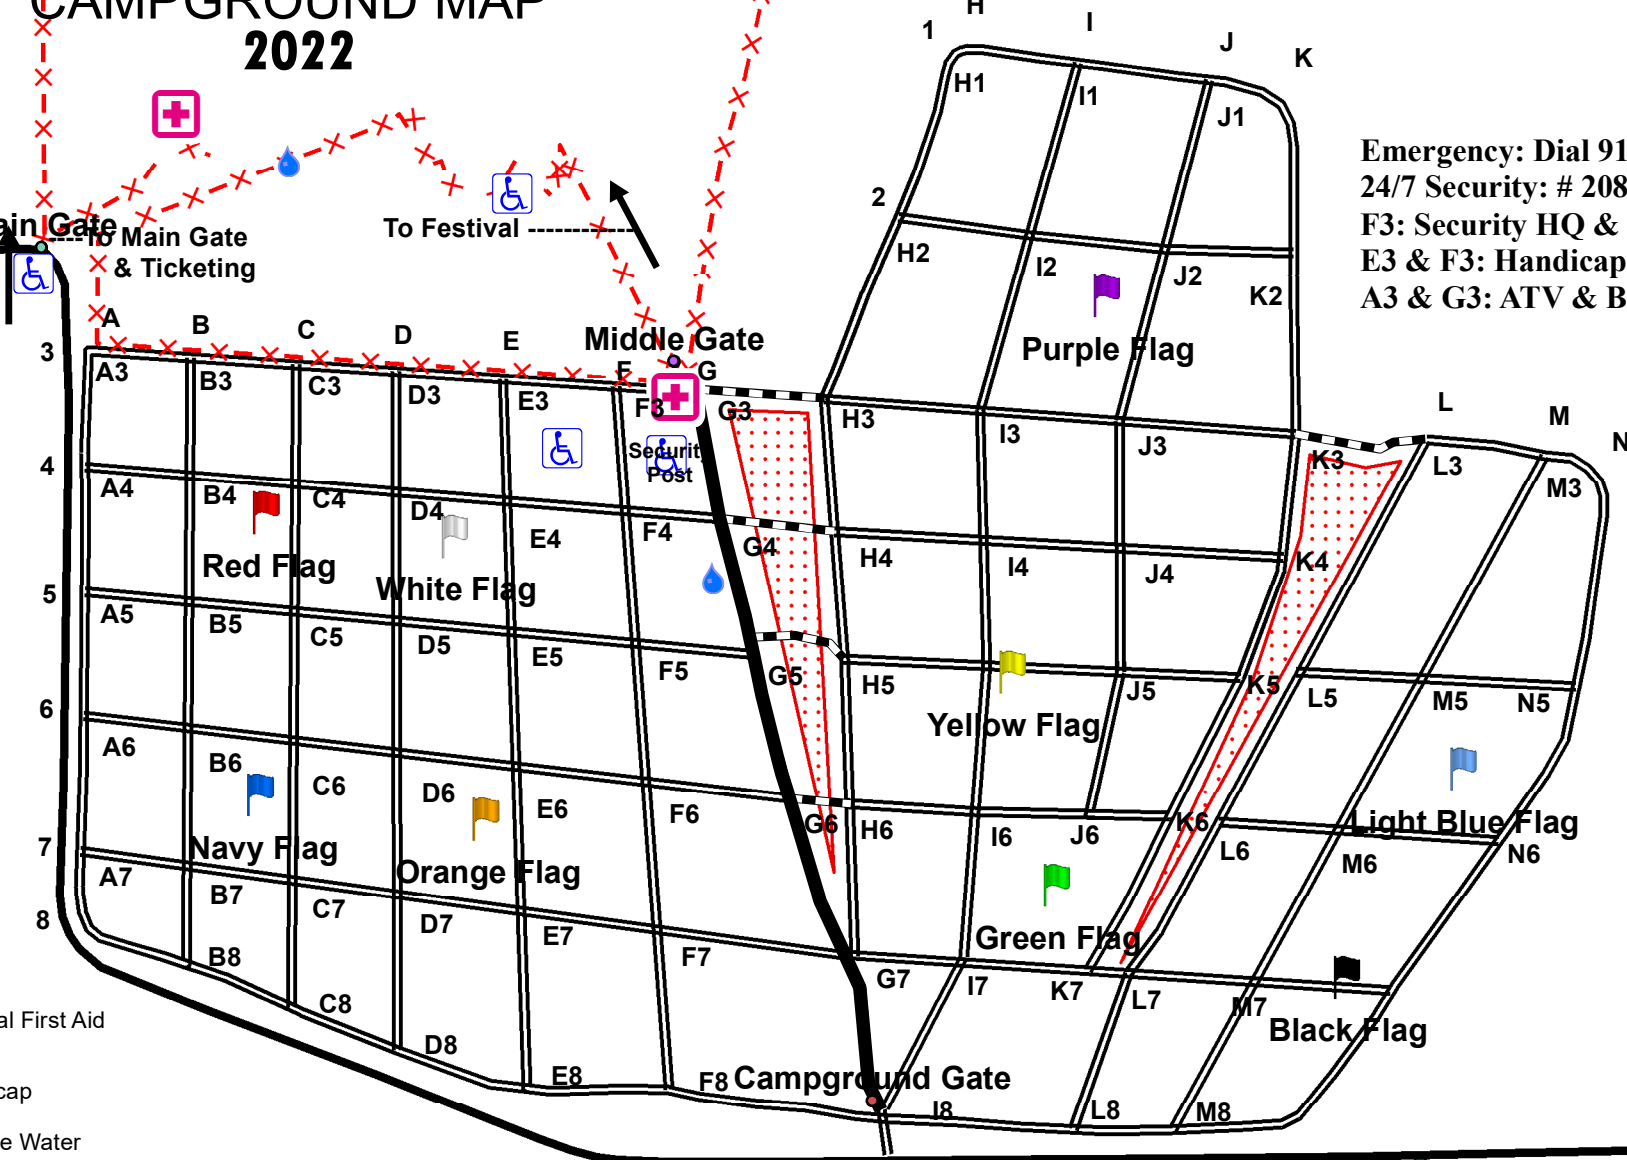 CAMPGROUND MAP
2022
H
I
J
K
1
H1
I1
J1
Emergency: Dial 91
24/7 Security: # 208
F3: Security HQ &
E3 & F3: Handicap
A3 & G3: ATV & B
2
H2
I2
J2
K2
ain Gate
To Main Gate
& Ticketing
To Festival
Middle Gate
Purple Flag
A
B
C
D
E
F
G
L
M
N
3
A3
B3
C3
D3
E3
F3
G3
H3
I3
J3
K3
L3
M3
Security
Post
4
A4
B4
C4
D4
E4
F4
G4
H4
I4
J4
K4
Red Flag
White Flag
5
A5
B5
C5
D5
E5
F5
G5
H5
J5
K5
L5
M5
N5
Yellow Flag
6
A6
B6
C6
D6
E6
F6
G6
H6
I6
J6
K6
L6
M6
N6
Light Blue Flag
Navy Flag
Orange Flag
Green Flag
7
A7
B7
C7
D7
E7
F7
G7
I7
K7
L7
M7
Black Flag
8
B8
C8
D8
E8
F8
Campground Gate
I8
L8
M8
al First Aid
cap
e Water